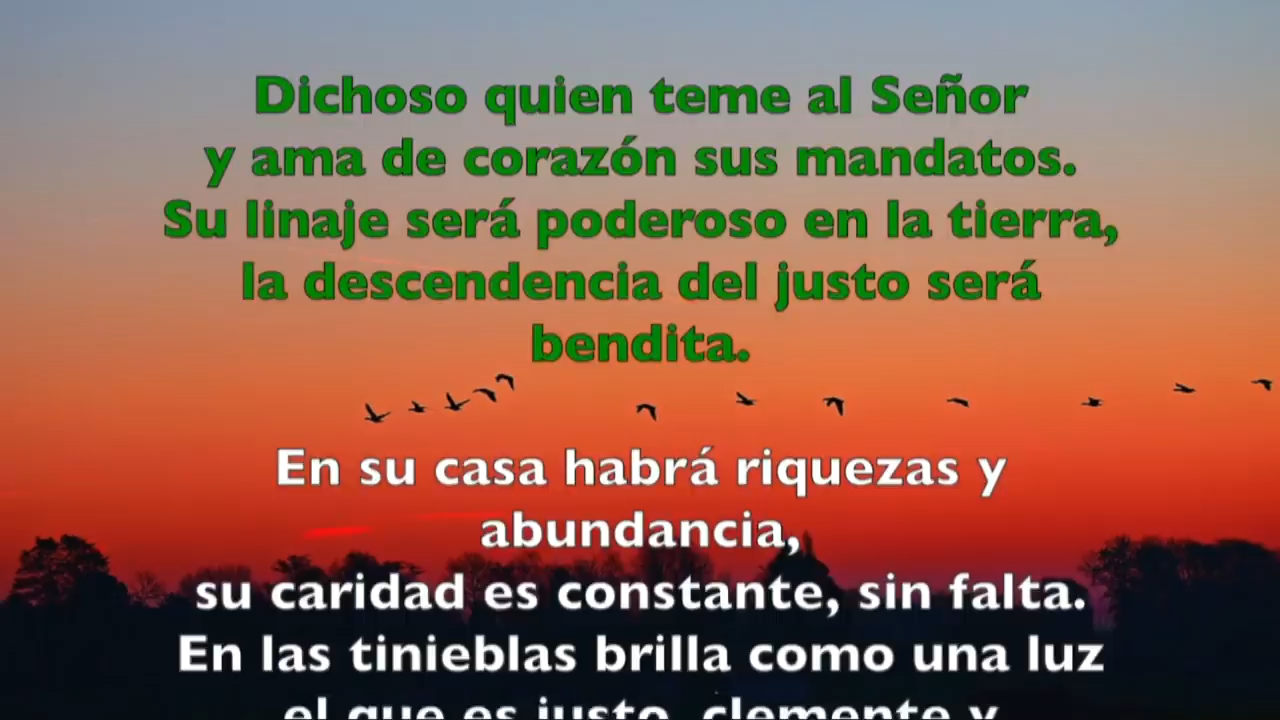 Dichoso quien teme al Señor
y ama de corazón sus mandatos.
Su linaje será poderoso en la tierra,
la descendencia del justo será
bendita.
En su casa habrá riquezas y
abundancia,
su caridad es constante, sin falta.
En las tinieblas brilla como una luz
el que es justo, clemente y